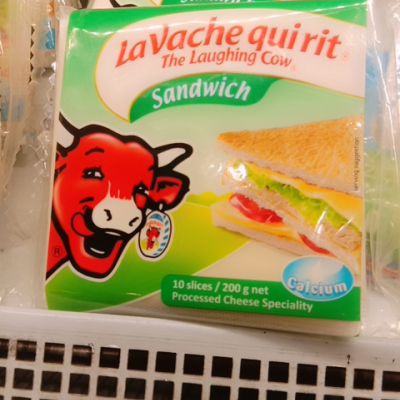 La Vache qui rit®
The Laughing Cow®
Sandwich
®
10 slices / 200 g net
Processed Cheese Speciality
Calcium